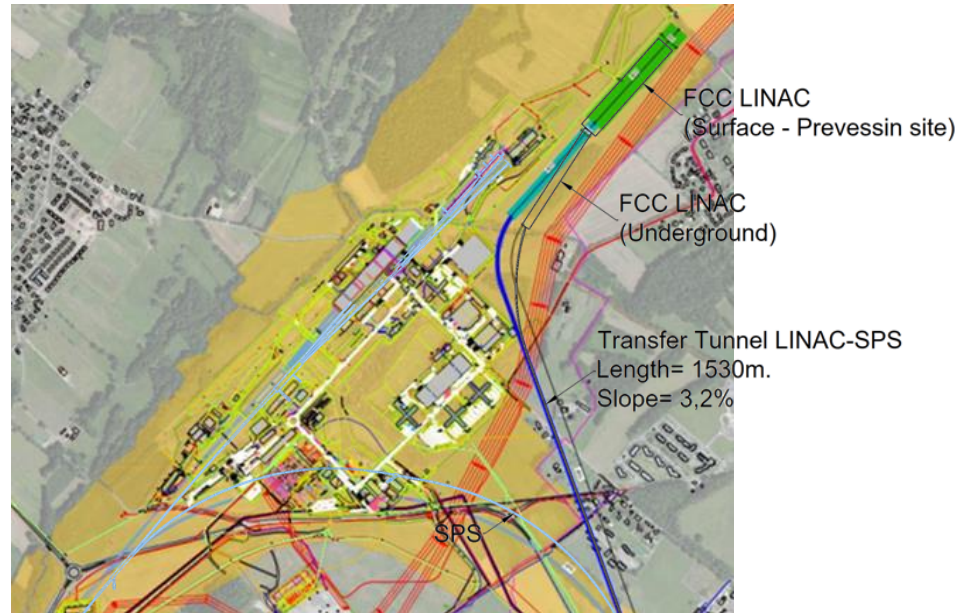 FCC LINAC
(Surface - Prevessin site)
FCC LINAC
(Underground)
Transfer Tunnel LINAC-SPS
Length= 1530m.
Slope= 3,2%
SPS